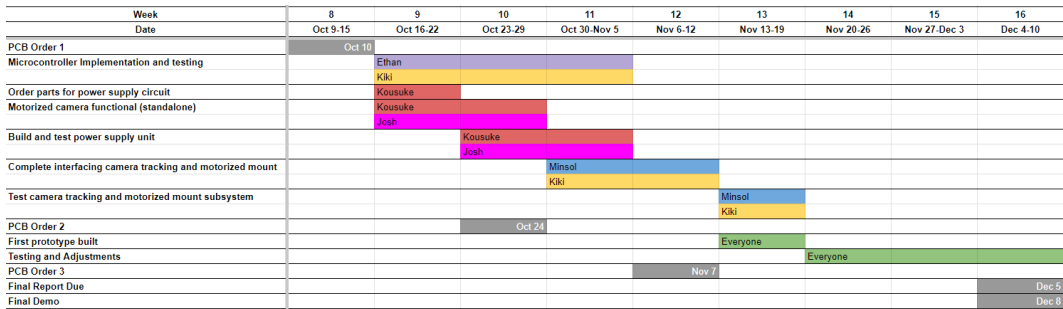 Week 8 9 10 11 12 13 14 15 16
Date Oct 9-15 Oct 16-22 Oct 23-29 Oct 30-Nov 5 Nov 6-12 Nov 13-19 Nov 20-26 Nov 27-Dec 3 Dec 4-10
PCB Order 1 Oct 10
Microcontroller Implementation and testing Ethan
Kiki
Order parts for power supply circuit Kousuke
Motorized camera functional (standalone) Kousuke
Josh
Build and test power supply unit Kousuke
Josh
Complete interfacing camera tracking and motorized mount Minsol
Kiki
Test camera tracking and motorized mount subsystem Minsol
Kiki
PCB Order 2 Oct 24
First prototype built Everyone
Testing and Adjustments Everyone
PCB Order 3 Nov 7
Final Report Due Dec 5
Final Demo Dec 8